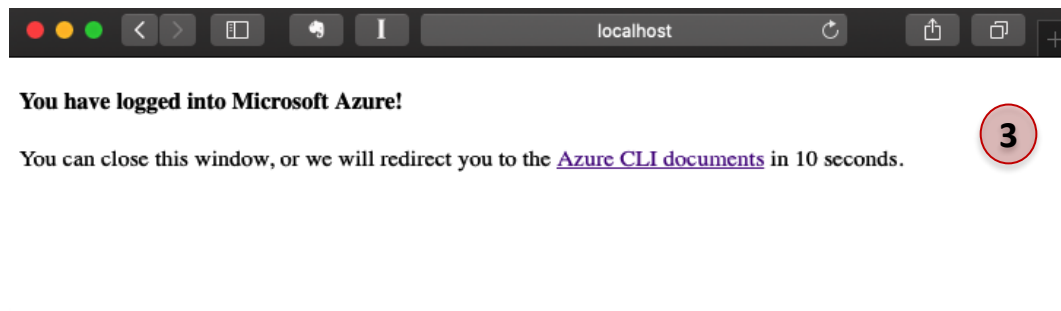 localhost
You have logged into Microsoft Azure!
3
You can close this window, or we will redirect you to the Azure CLI documents in 10 seconds.